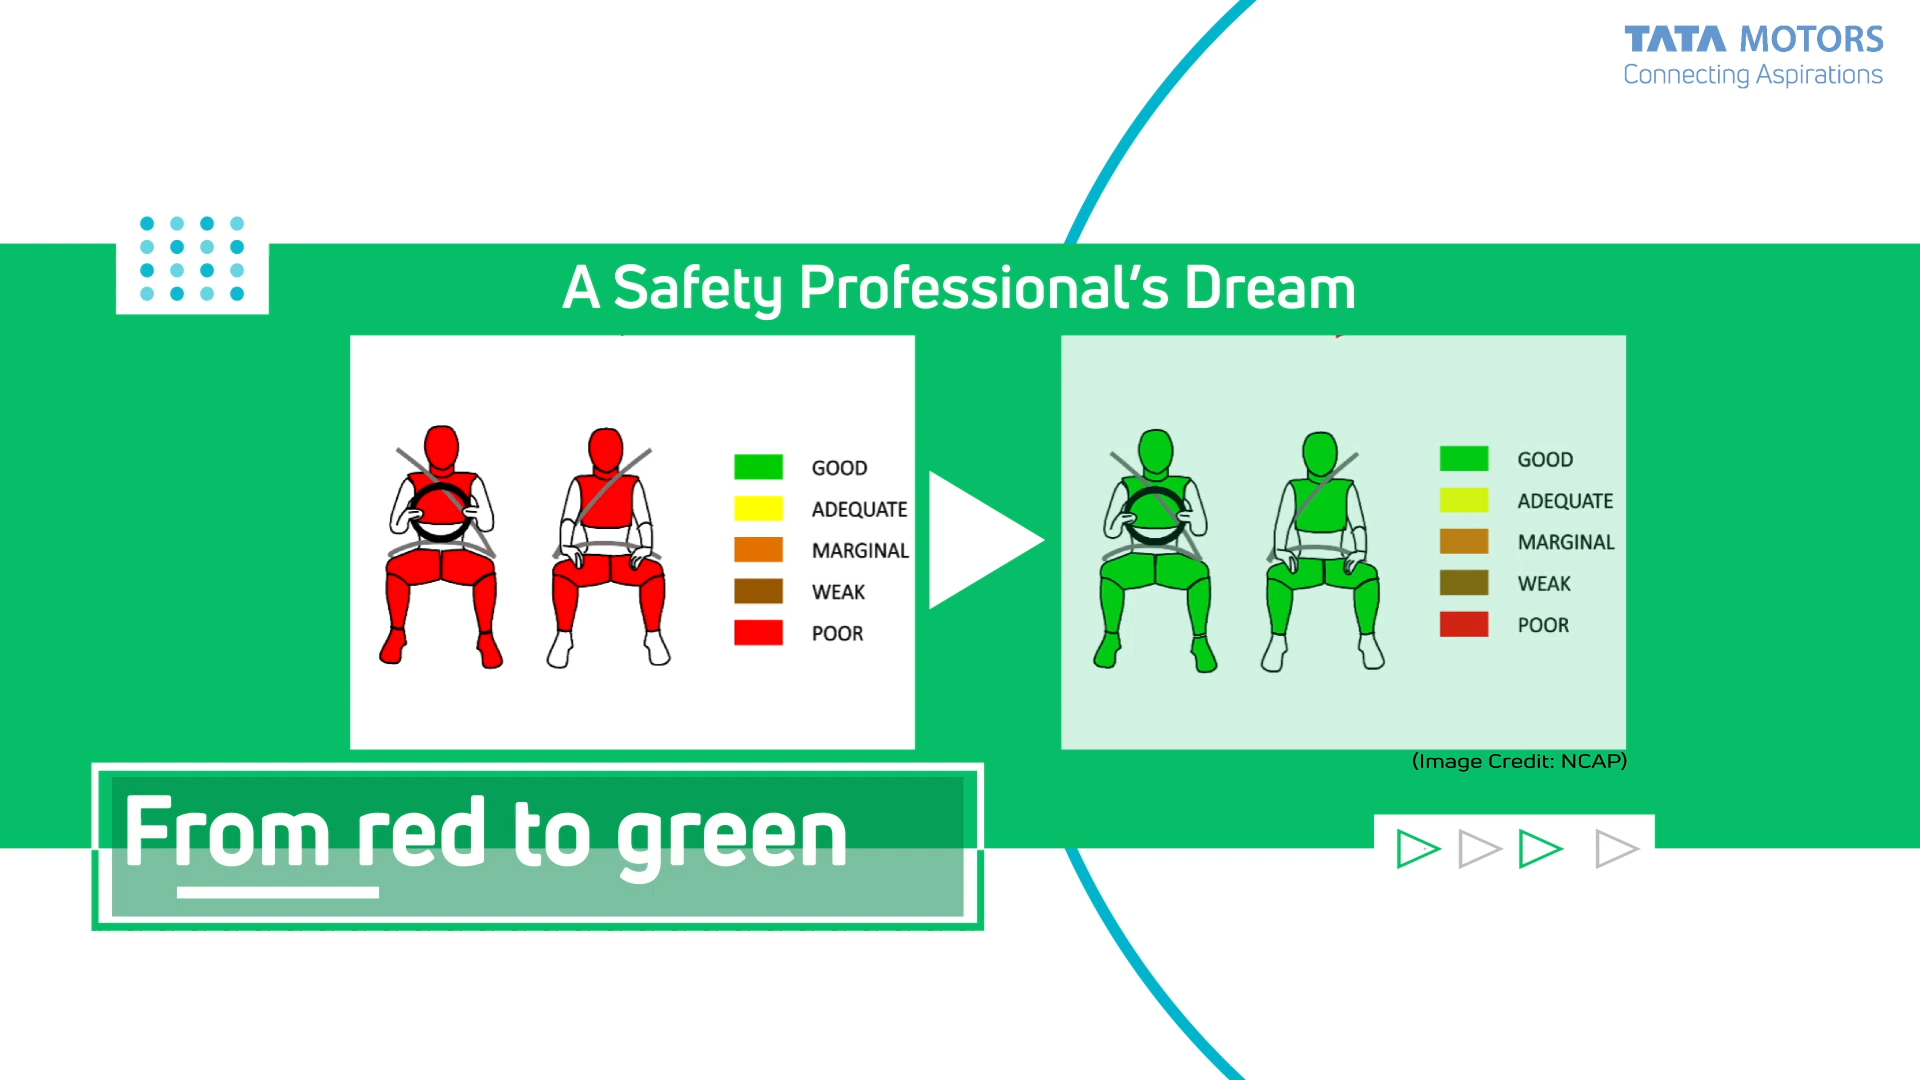 TATA MOTORS
Connecting Aspirations
A Safety Professional’s Dream
GOOD
ADEQUATE
MARGINAL
WEAK
POOR
GOOD
ADEQUATE
MARGINAL
WEAK
POOR
(Image Credit: NCAP)
From red to green